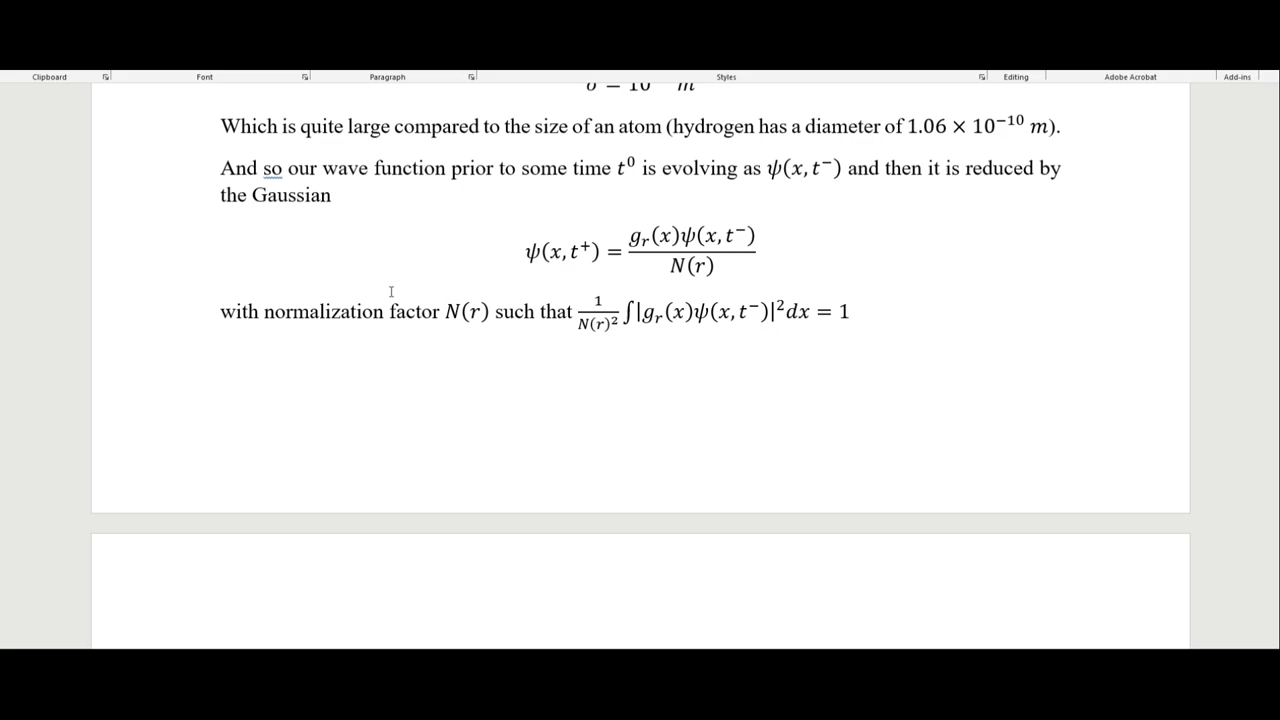 Clipboard Font Paragraph Styles Editing Adobe Acrobat Add-ins
Which is quite large compared to the size of an atom (hydrogen has a diameter of 1.06 × 10⁻¹⁰ m).
And so our wave function prior to some time t⁰ is evolving as ψ(x, t⁻) and then it is reduced by
the Gaussian
ψ(x, t⁺) = gᵣ(x)ψ(x, t⁻) / N(r)
with normalization factor N(r) such that 1/N(r)² ∫|gᵣ(x)ψ(x, t⁻)|²dx = 1